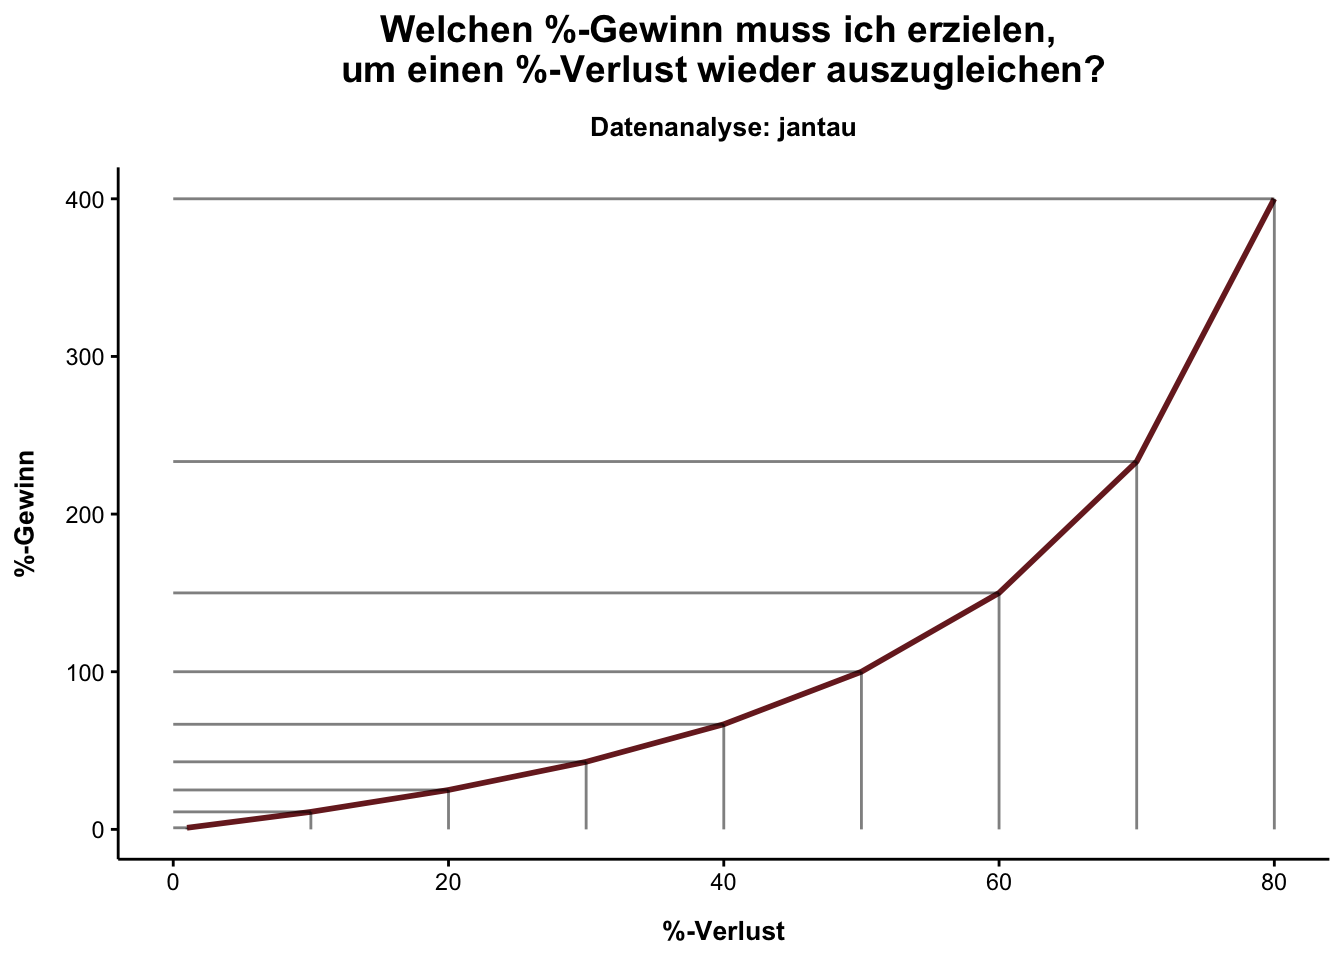 Welchen %-Gewinn muss ich erzielen,
um einen %-Verlust wieder auszugleichen?
Datenanalyse: jantau
%-Gewinn
400
300
200
100
0
0 20 40 60 80
%-Verlust